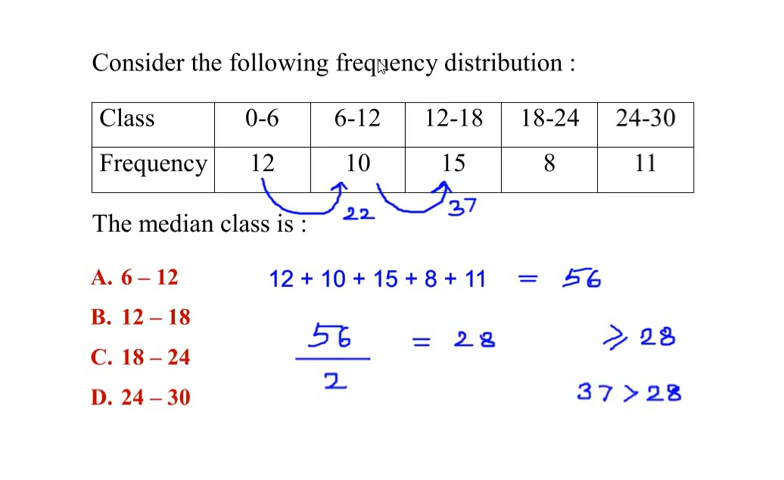 Consider the following frequency distribution :
Class 0-6 6-12 12-18 18-24 24-30
Frequency 12 10 15 8 11
22 37
The median class is :
A. 6 – 12 12 + 10 + 15 + 8 + 11 = 56
B. 12 – 18
56
2
= 28 ⩾ 28
C. 18 – 24
D. 24 – 30 37 > 28